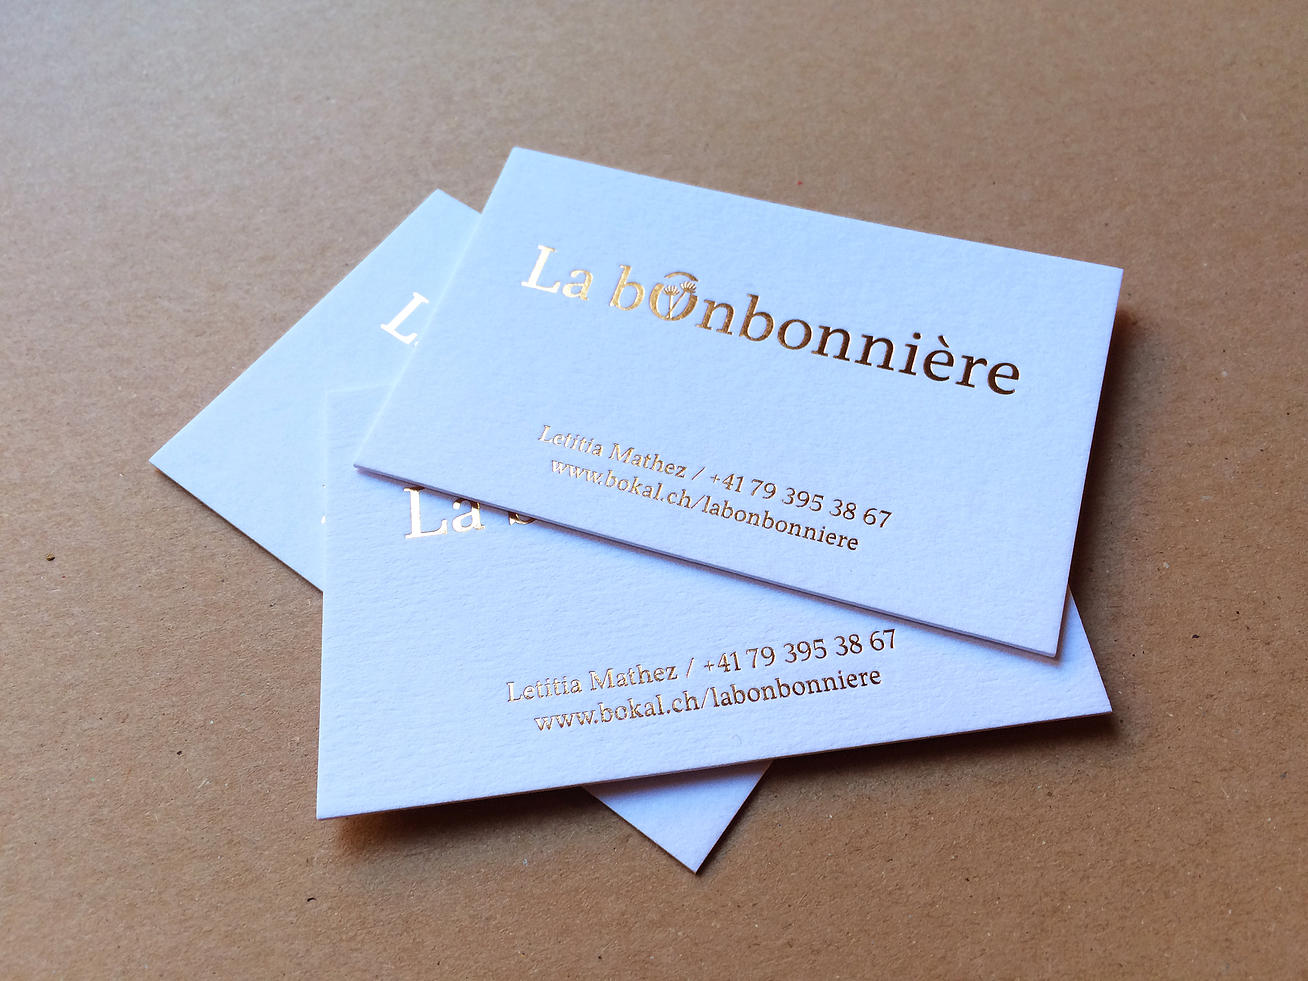 La bonbonnière
Letitia Mathez / +41 79 395 38 67
www.bokal.ch/labonbonniere
L
La b
Letitia Mathez / +41 79 395 38 67
www.bokal.ch/labonbonniere